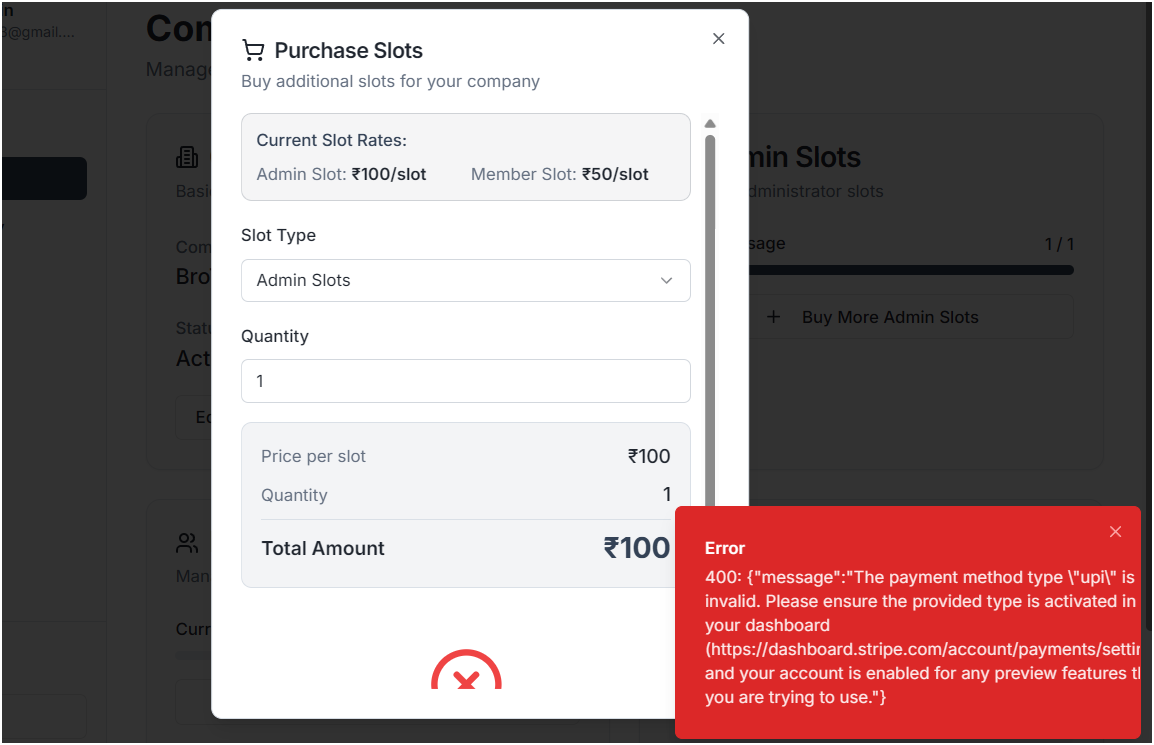 n
3@gmail....
Con
Manage
Purchase Slots
Buy additional slots for your company
Current Slot Rates:
Admin Slot: ₹100/slot Member Slot: ₹50/slot
Slot Type
Admin Slots
Quantity
1
Price per slot ₹100
Quantity 1
Total Amount ₹100
Basi
Com
Bro
Statu
Act
Ed
Man
Curr
min Slots
dministrator slots
sage 1 / 1
+ Buy More Admin Slots
Error
400: {"message":"The payment method type \"upi\" is
invalid. Please ensure the provided type is activated in
your dashboard
(https://dashboard.stripe.com/account/payments/settin
and your account is enabled for any preview features th
you are trying to use."}